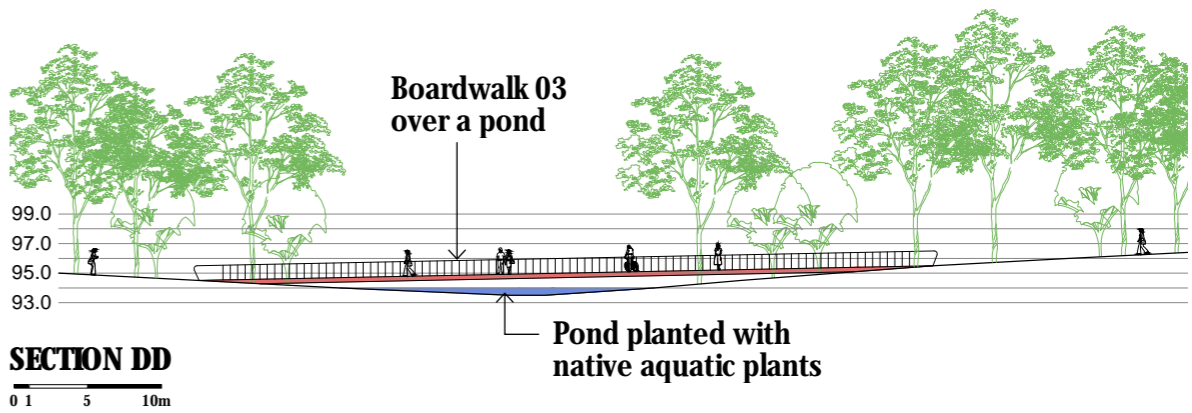 Boardwalk 03
over a pond
99.0
97.0
95.0
93.0
Pond planted with
native aquatic plants
SECTION DD
0 1 5 10m